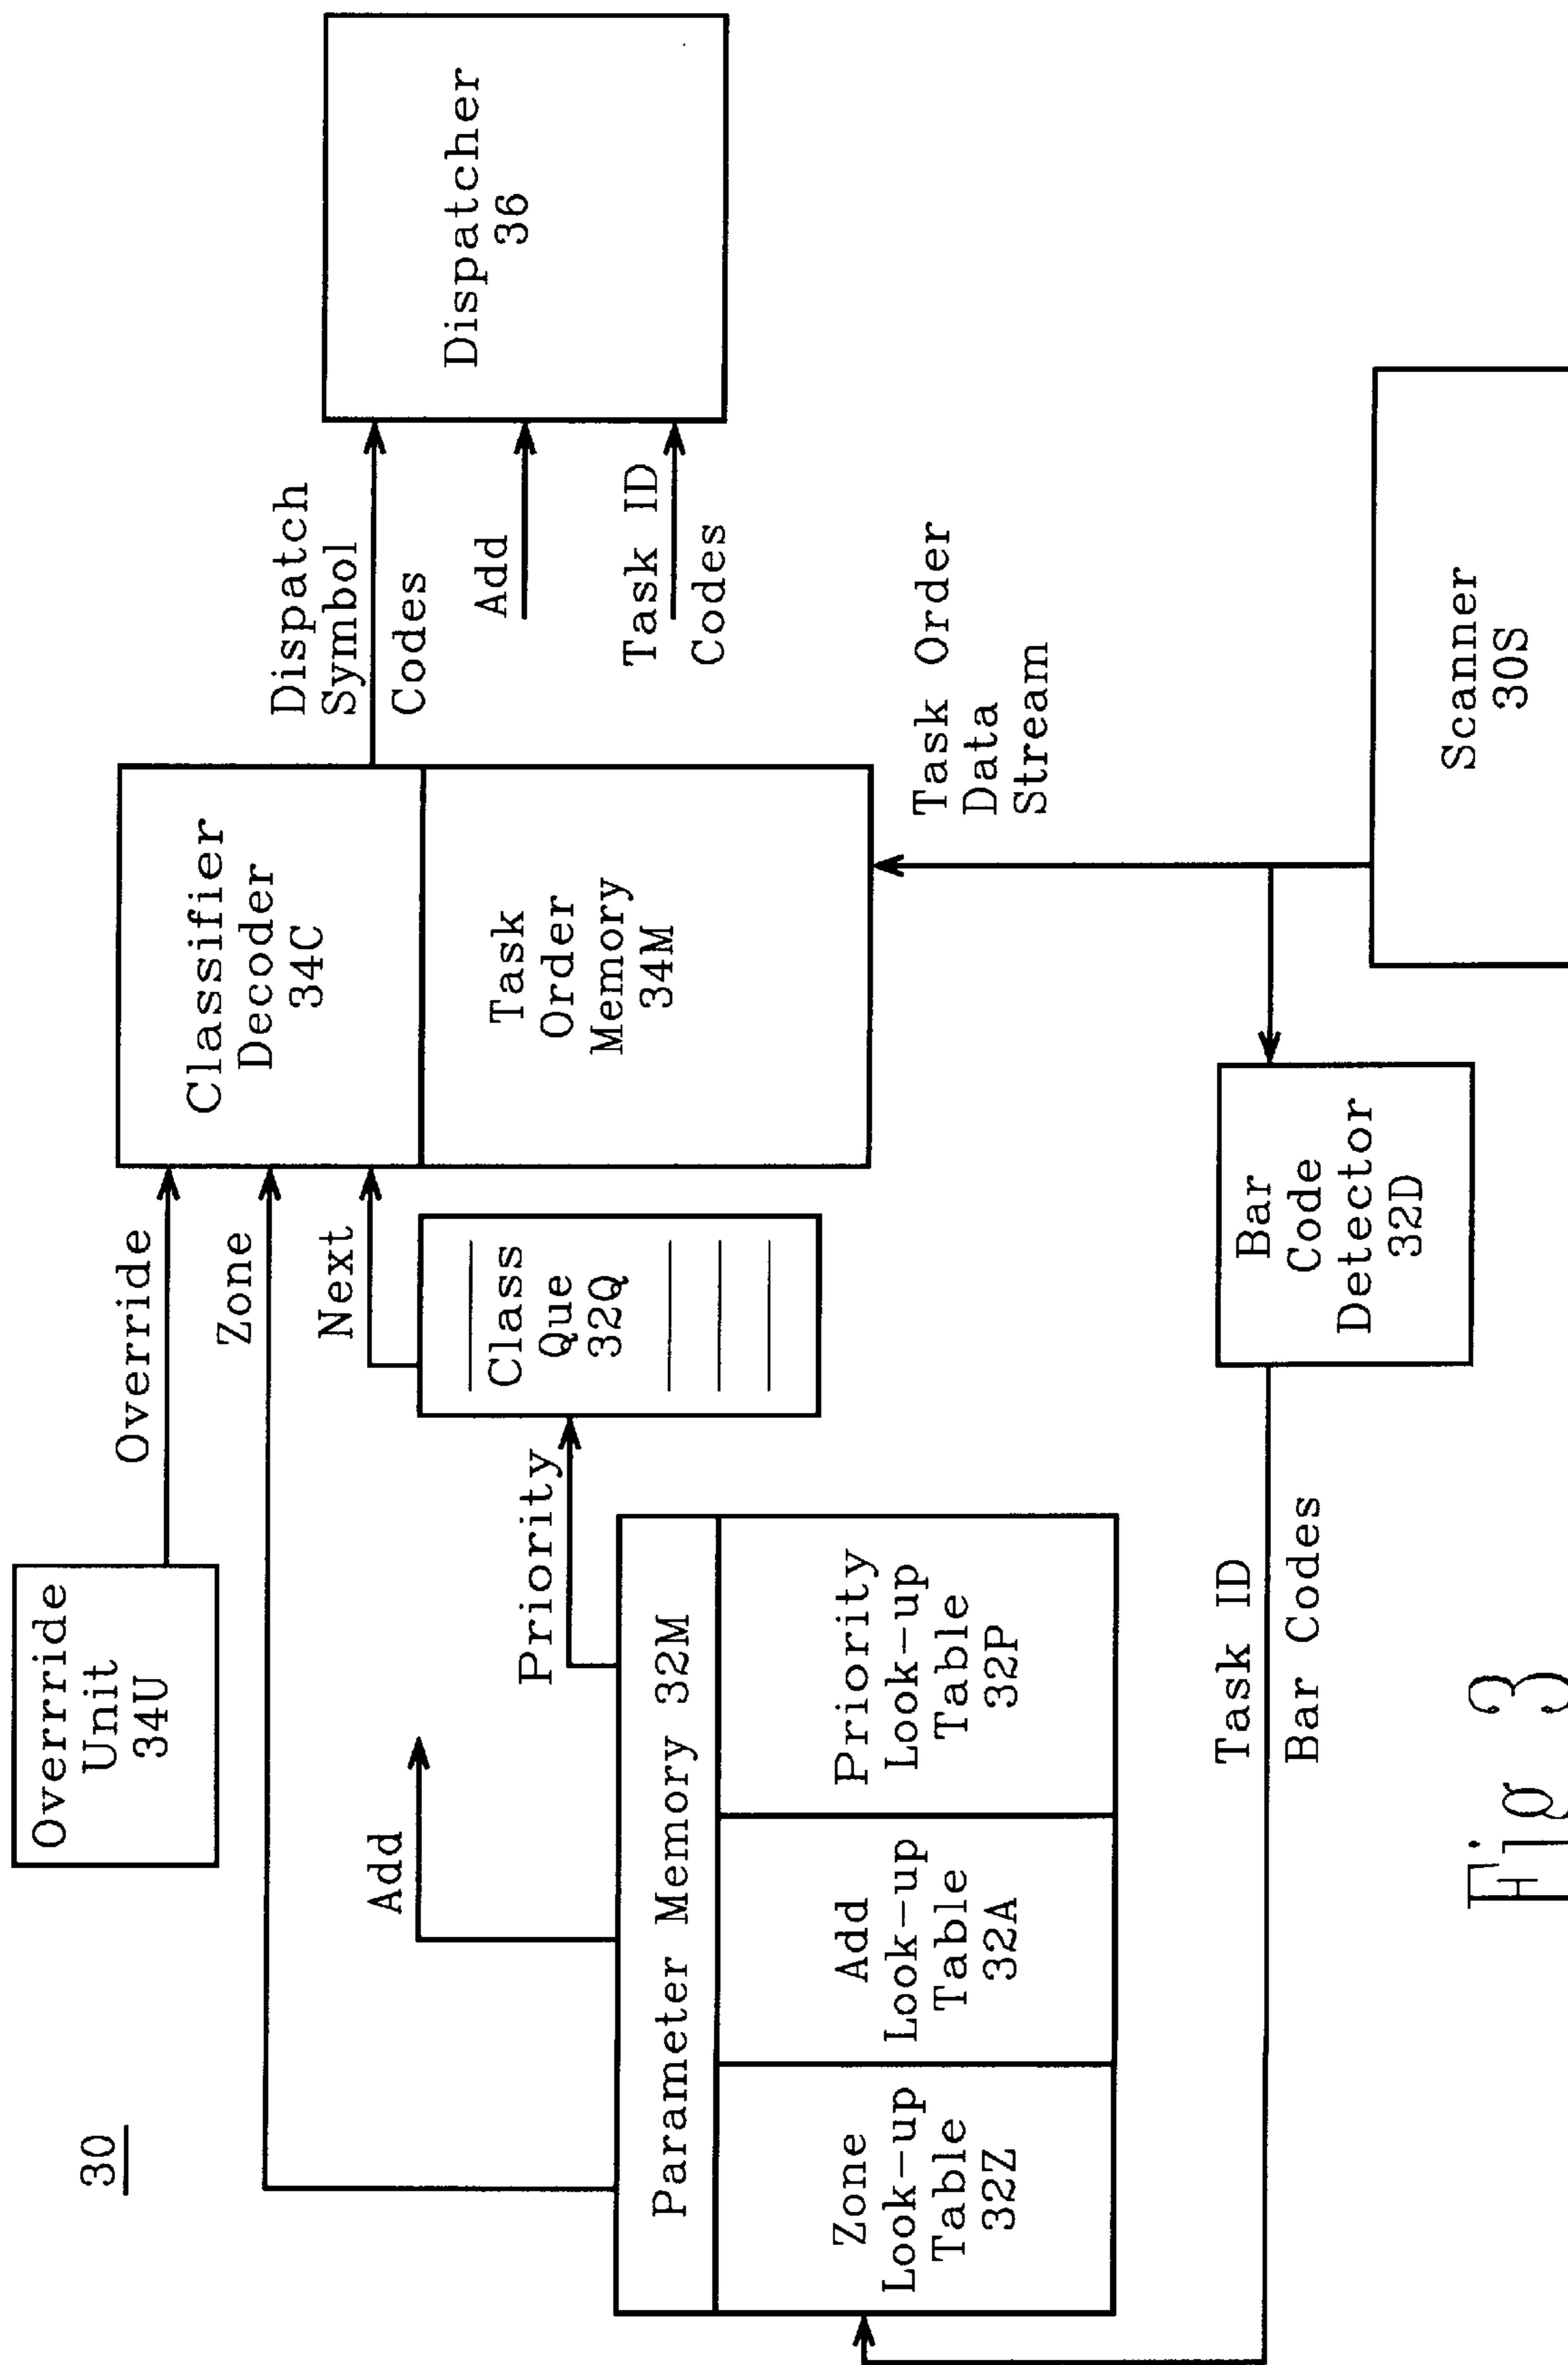 30
Override
Unit
34U
Override
Zone
Next
Add
Priority
Parameter Memory 32M
Zone
Look-up
Table
32Z
Add
Look-up
Table
32A
Priority
Look-up
Table
32P
Class
Que
32Q
Classifier
Decoder
34C
Task
Order
Memory
34M
Dispatch
Symbol
Codes
Add
Task ID
Codes
Dispatcher
36
Task Order
Data
Stream
Bar
Code
Detector
32D
Task ID
Bar Codes
Scanner
30S
Fig 3